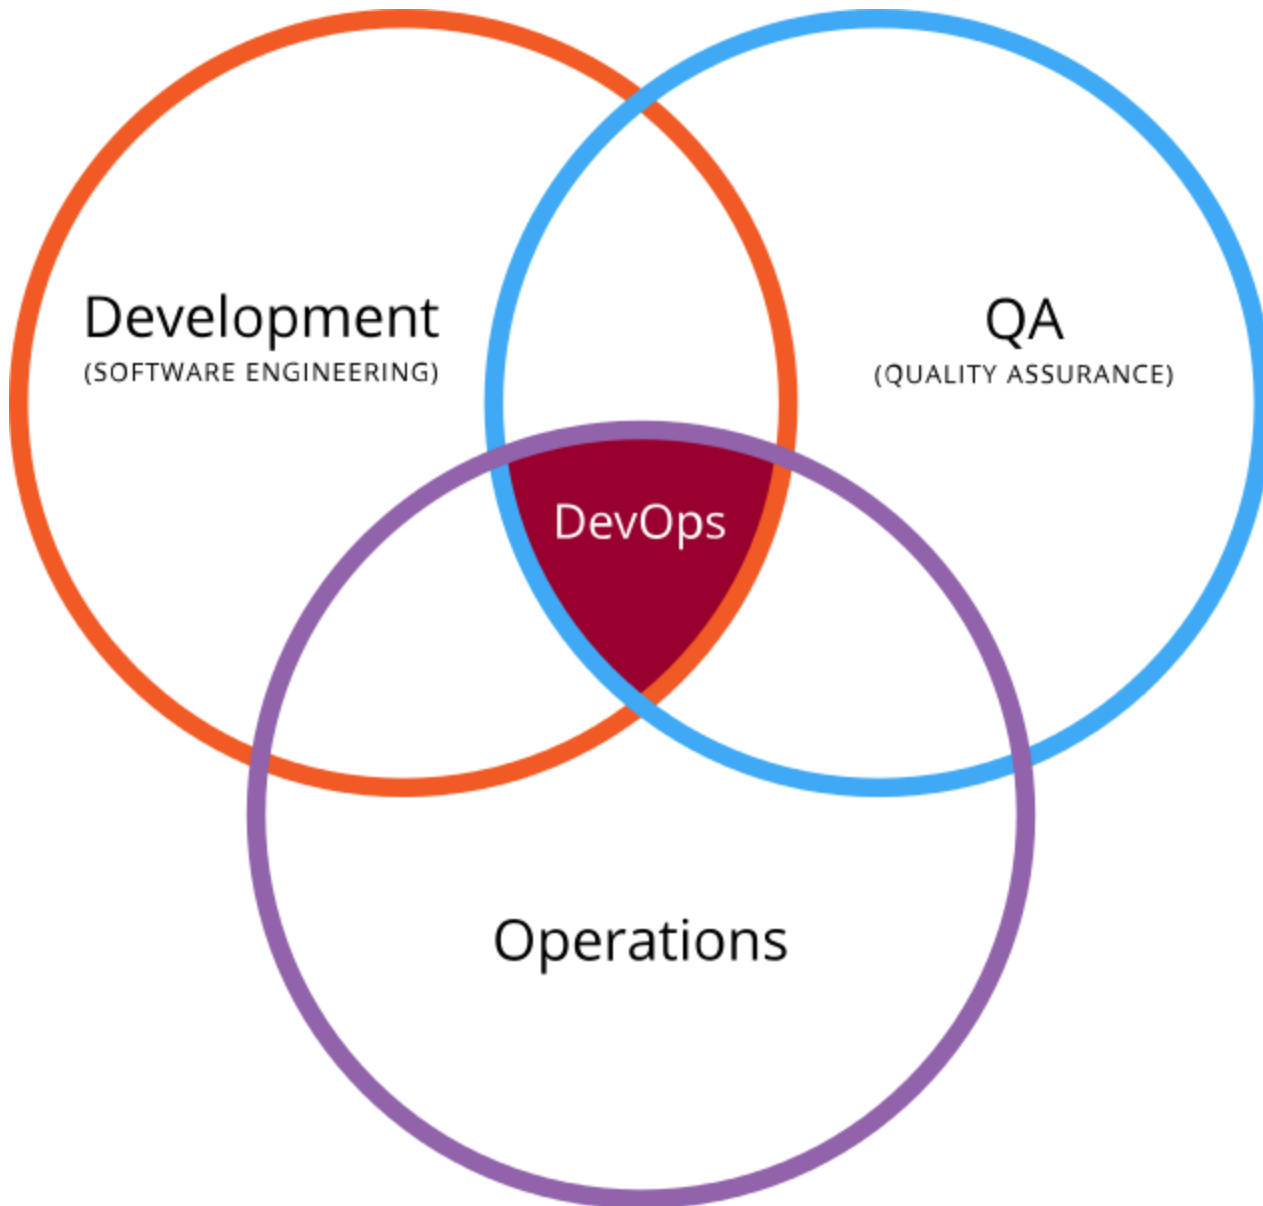 Development
(SOFTWARE ENGINEERING)
QA
(QUALITY ASSURANCE)
DevOps
Operations